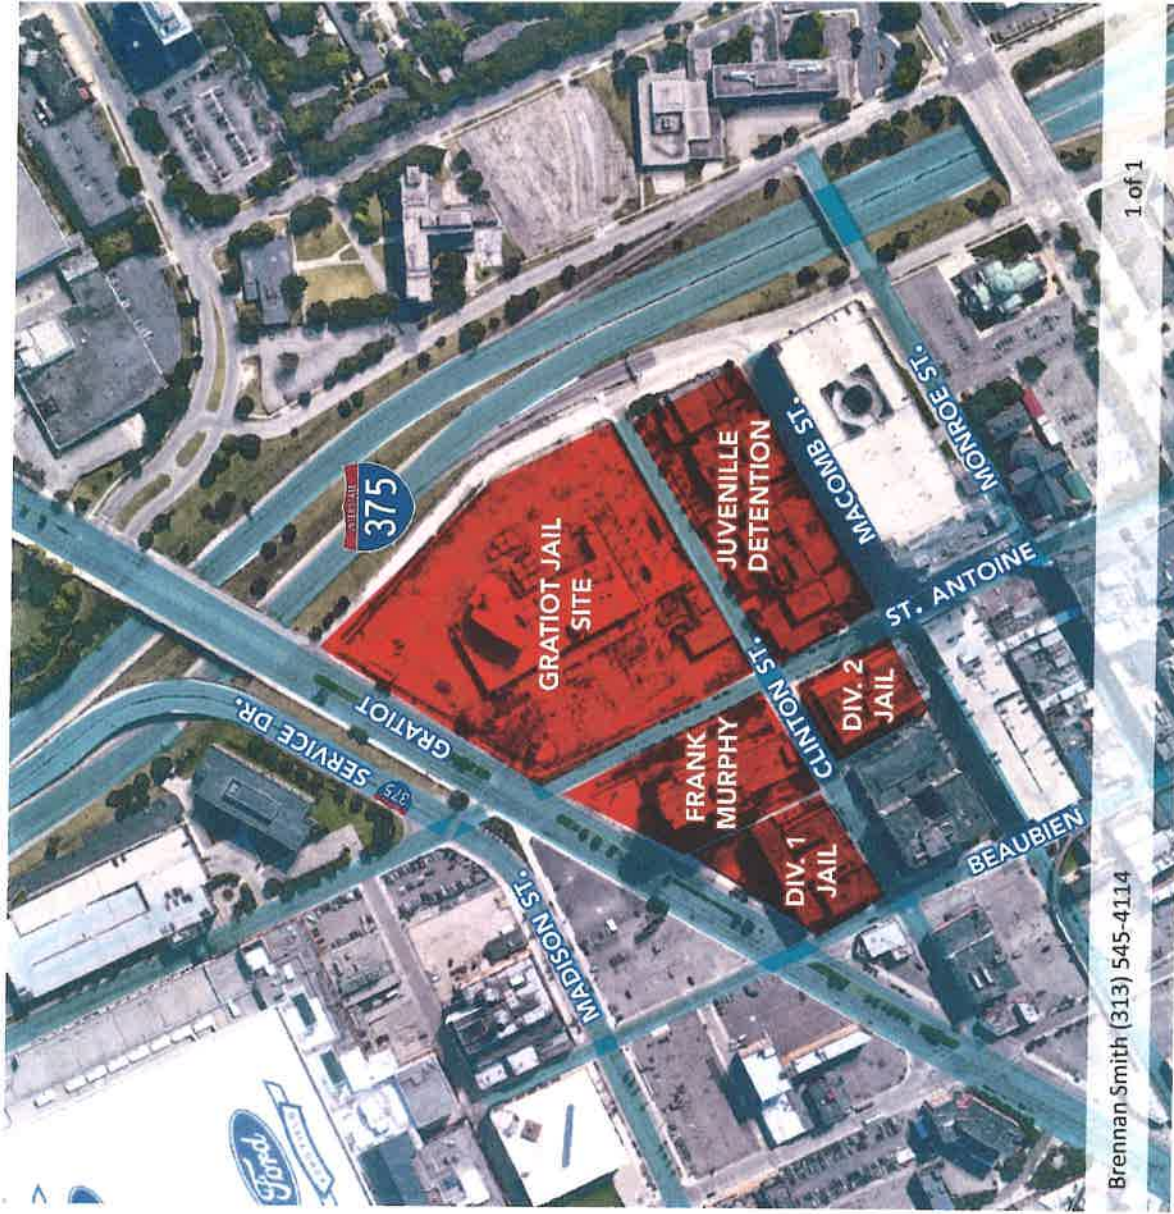 Ford
INTERSTATE
375
SERVICE DR.
375
GRATIOT
MADISON ST.
GRATIOT JAIL
SITE
FRANK
MURPHY
JUVENILLE
DETENTION
DIV. 1
JAIL
DIV. 2
JAIL
CLINTON ST.
MACOMB ST.
MONROE ST.
ST. ANTOINE
BEAUBIEN
Brennan Smith (313) 545-4114
1 of 1